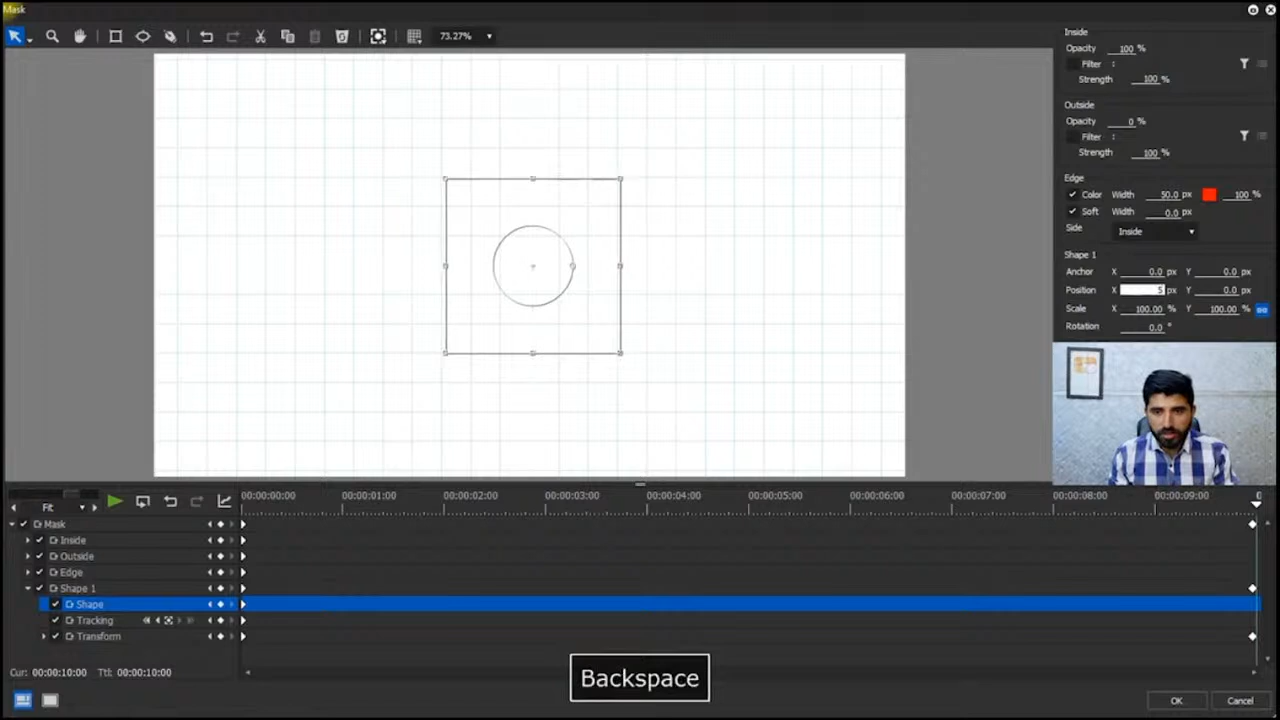 Mask
73.27%
Inside
Opacity 100 %
Filter :
Strength 100 %
Outside
Opacity 0 %
Filter :
Strength 100 %
Edge
Color Width 50.0 px 100 %
Soft Width 0.0 px
Side Inside
Shape 1
Anchor X 0.0 px Y 0.0 px
Position X 5 px Y 0.0 px
Scale X 100.00 % Y 100.00 %
Rotation 0.0 °
Fit
00:00:00:00 00:00:01:00 00:00:02:00 00:00:03:00 00:00:04:00 00:00:05:00 00:00:06:00 00:00:07:00 00:00:08:00 00:00:09:00 0
Mask
Inside
Outside
Edge
Shape 1
Shape
Tracking
Transform
Cur: 00:00:10:00 Ttl: 00:00:10:00
Backspace
OK Cancel